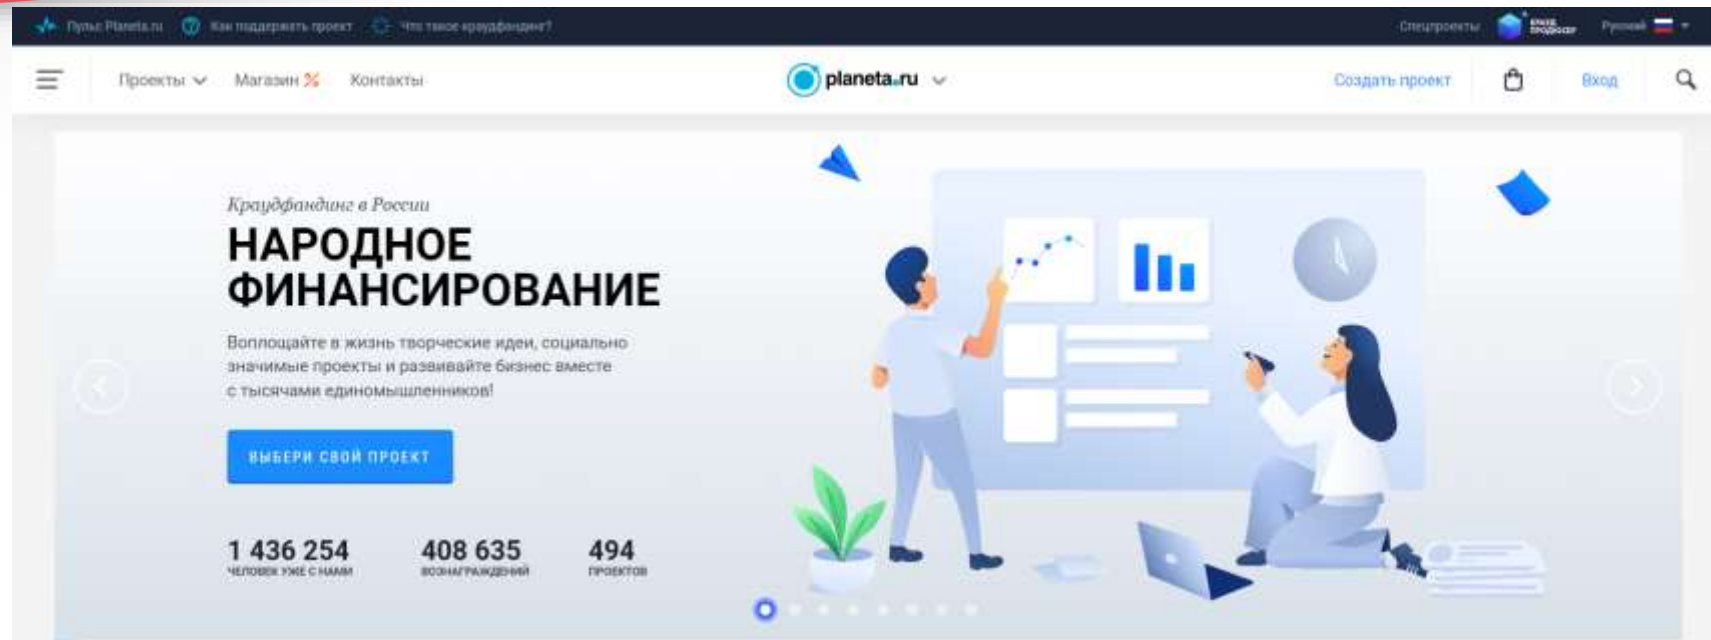 Пульс Planeta.ru Как поддержать проект Что такое краудфандинг?
Спецпроекты КРАУД
ПРОДЮСЕР Русский
Проекты Магазин % Контакты
planeta.ru
Создать проект Вход
Краудфандинг в России
НАРОДНОЕ
ФИНАНСИРОВАНИЕ
Воплощайте в жизнь творческие идеи, социально
значимые проекты и развивайте бизнес вместе
с тысячами единомышленников!
ВЫБЕРИ СВОЙ ПРОЕКТ
1 436 254 408 635 494
ЧЕЛОВЕК УЖЕ С НАМИ ВОЗНАГРАЖДЕНИЙ ПРОЕКТОВ